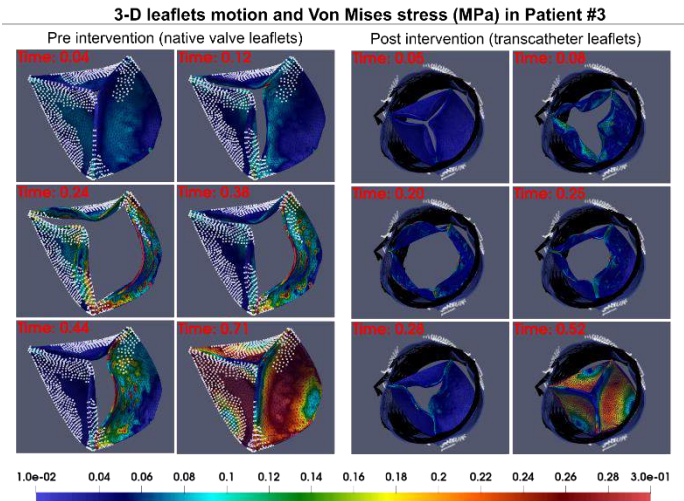 3-D leaflets motion and Von Mises stress (MPa) in Patient #3
Pre intervention (native valve leaflets) Post intervention (transcatheter leaflets)
Time: 0.04 Time: 0.12 Time: 0.05 Time: 0.08
Time: 0.24 Time: 0.38 Time: 0.20 Time: 0.25
Time: 0.44 Time: 0.71 Time: 0.28 Time: 0.52
1.0e-02 0.04 0.06 0.08 0.1 0.12 0.14 0.16 0.18 0.2 0.22 0.24 0.26 0.28 3.0e-01